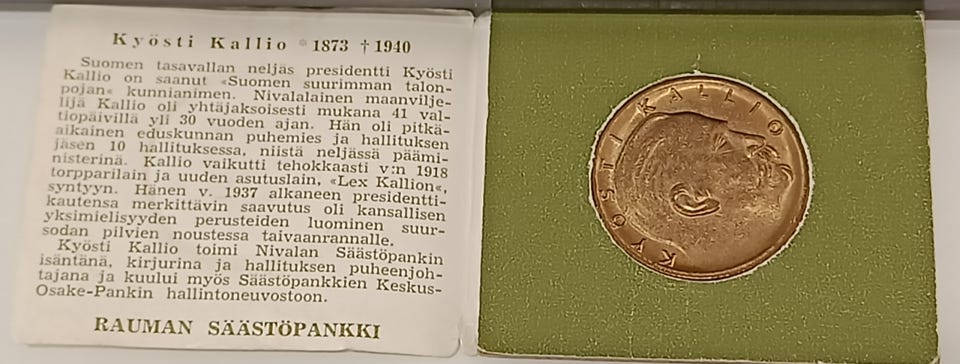 Kyösti Kallio * 1873 † 1940
Suomen tasavallan neljäs presidentti Kyösti
Kallio on saanut «Suomen suurimman talon-
pojan« kunnianimen. Nivalalainen maanvilje-
lijä Kallio oli yhtäjaksoisesti mukana 41 val-
tiopäivillä yli 30 vuoden ajan. Hän oli pitkä-
aikainen eduskunnan puhemies ja hallituksen
jäsen 10 hallituksessa, niistä neljässä päämi-
nisterinä. Kallio vaikutti tehokkaasti v:n 1918
torpparilain ja uuden asutuslain, «Lex Kallion«,
syntyyn. Hänen v. 1937 alkaneen presidentti-
kautensa merkittävin saavutus oli kansallisen
yksimielisyyden perusteiden luominen suur-
sodan pilvien noustessa taivaanrannalle.
Kyösti Kallio toimi Nivalan Säästöpankin
isäntänä, kirjurina ja hallituksen puheenjoh-
tajana ja kuului myös Säästöpankkien Keskus-
Osake-Pankin hallintoneuvostoon.
RAUMAN SÄÄSTÖPANKKI
KYÖSTI KALLIO